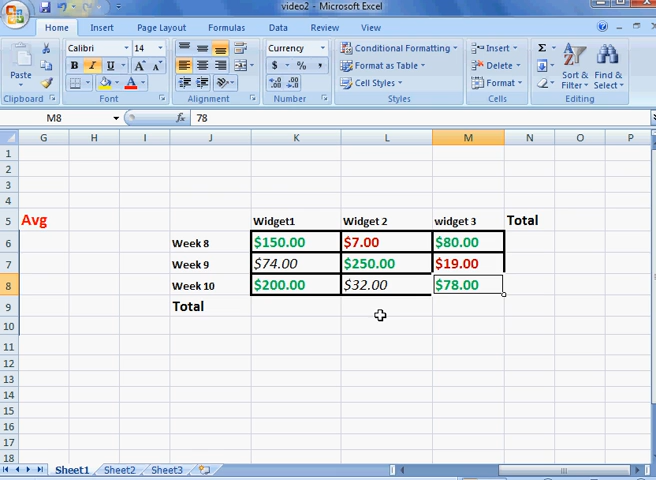 video2 - Microsoft Excel
Home Insert Page Layout Formulas Data Review View
Calibri 14 Currency Conditional Formatting Insert Σ
Paste B I U A A $ % , Format as Table Delete Sort & Find &
A Cell Styles Format Filter Select
Clipboard Font Alignment Number Styles Cells Editing
M8 fx 78
G H I J K L M N O P
1
2
3
4
5 Avg Widget1 Widget 2 widget 3 Total
6 Week 8 $150.00 $7.00 $80.00
7 Week 9 $74.00 $250.00 $19.00
8 Week 10 $200.00 $32.00 $78.00
9 Total
10
11
12
13
14
15
16
17
18
Sheet1 Sheet2 Sheet3